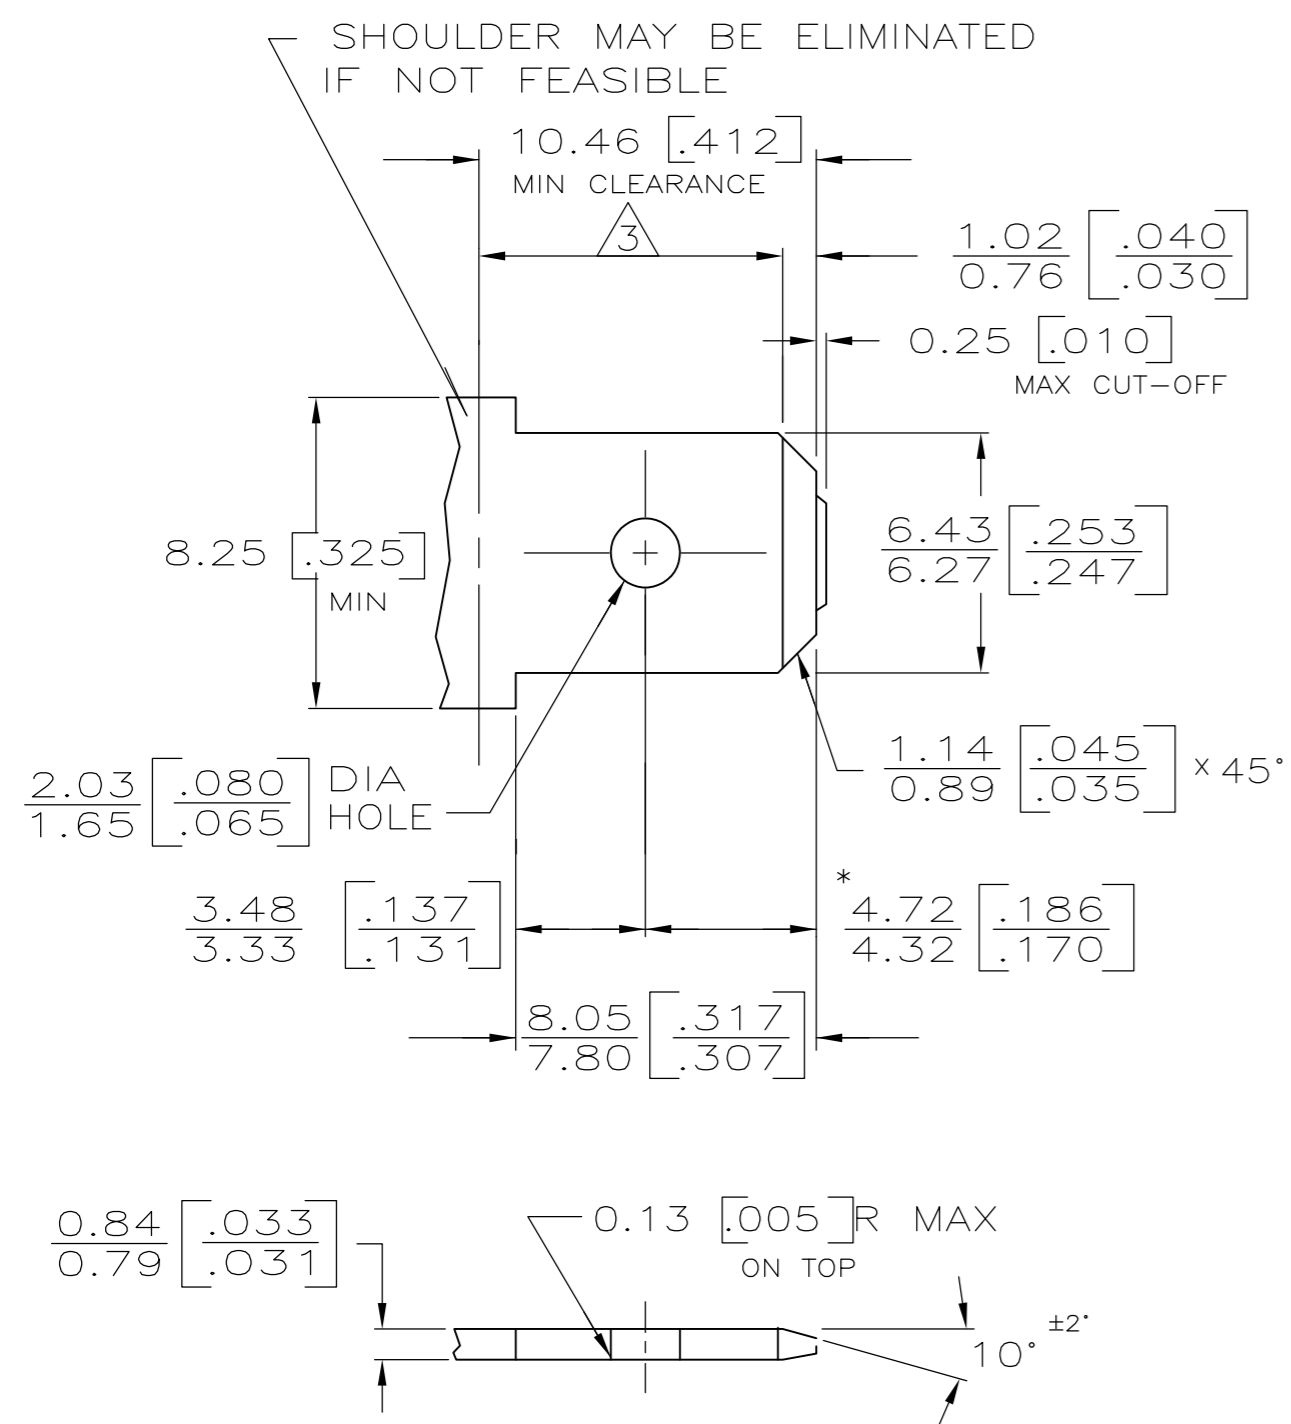 SHOULDER MAY BE ELIMINATED
IF NOT FEASIBLE
10.46 [.412]
MIN CLEARANCE
3
1.02 [.040
0.76 .030]
0.25 [.010]
MAX CUT-OFF
8.25 [.325]
MIN
6.43 [.253
6.27 .247]
2.03 [.080 DIA
1.65 .065] HOLE
1.14 [.045
0.89 .035] x 45°
3.48 [.137
3.33 .131]
*
4.72 [.186
4.32 .170]
8.05 [.317
7.80 .307]
0.84 [.033
0.79 .031]
0.13 [.005]R MAX
ON TOP
10° ±2°